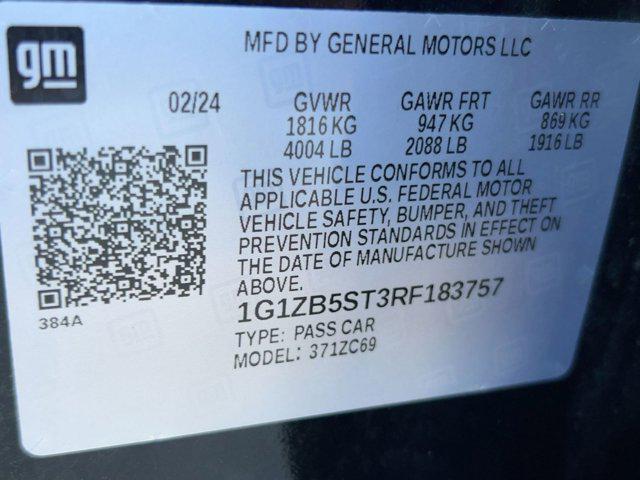 gm
MFD BY GENERAL MOTORS LLC
02/24 GVWR GAWR FRT GAWR RR
1816 KG 947 KG 869 KG
4004 LB 2088 LB 1916 LB
THIS VEHICLE CONFORMS TO ALL
APPLICABLE U.S. FEDERAL MOTOR
VEHICLE SAFETY, BUMPER, AND THEFT
PREVENTION STANDARDS IN EFFECT ON
THE DATE OF MANUFACTURE SHOWN
ABOVE.
1G1ZB5ST3RF183757
384A
TYPE: PASS CAR
MODEL: 371ZC69